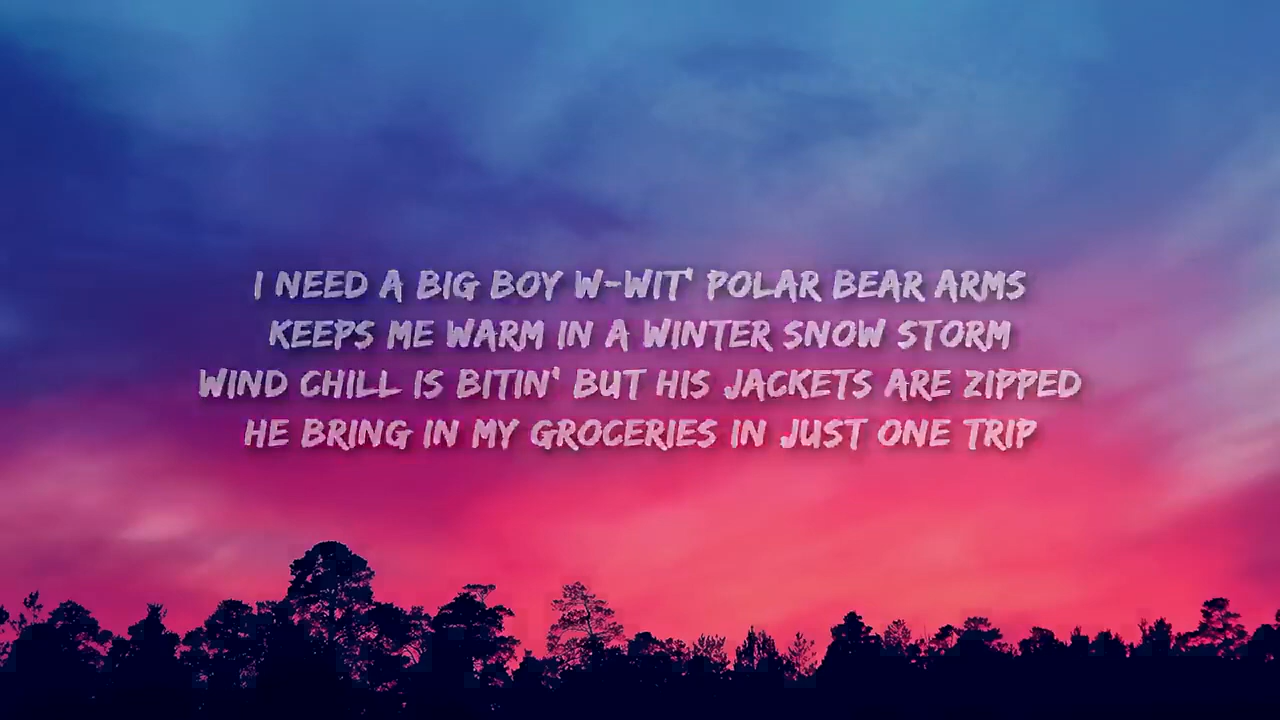 I NEED A BIG BOY W-WIT' POLAR BEAR ARMS
KEEPS ME WARM IN A WINTER SNOW STORM
WIND CHILL IS BITIN' BUT HIS JACKETS ARE ZIPPED
HE BRING IN MY GROCERIES IN JUST ONE TRIP